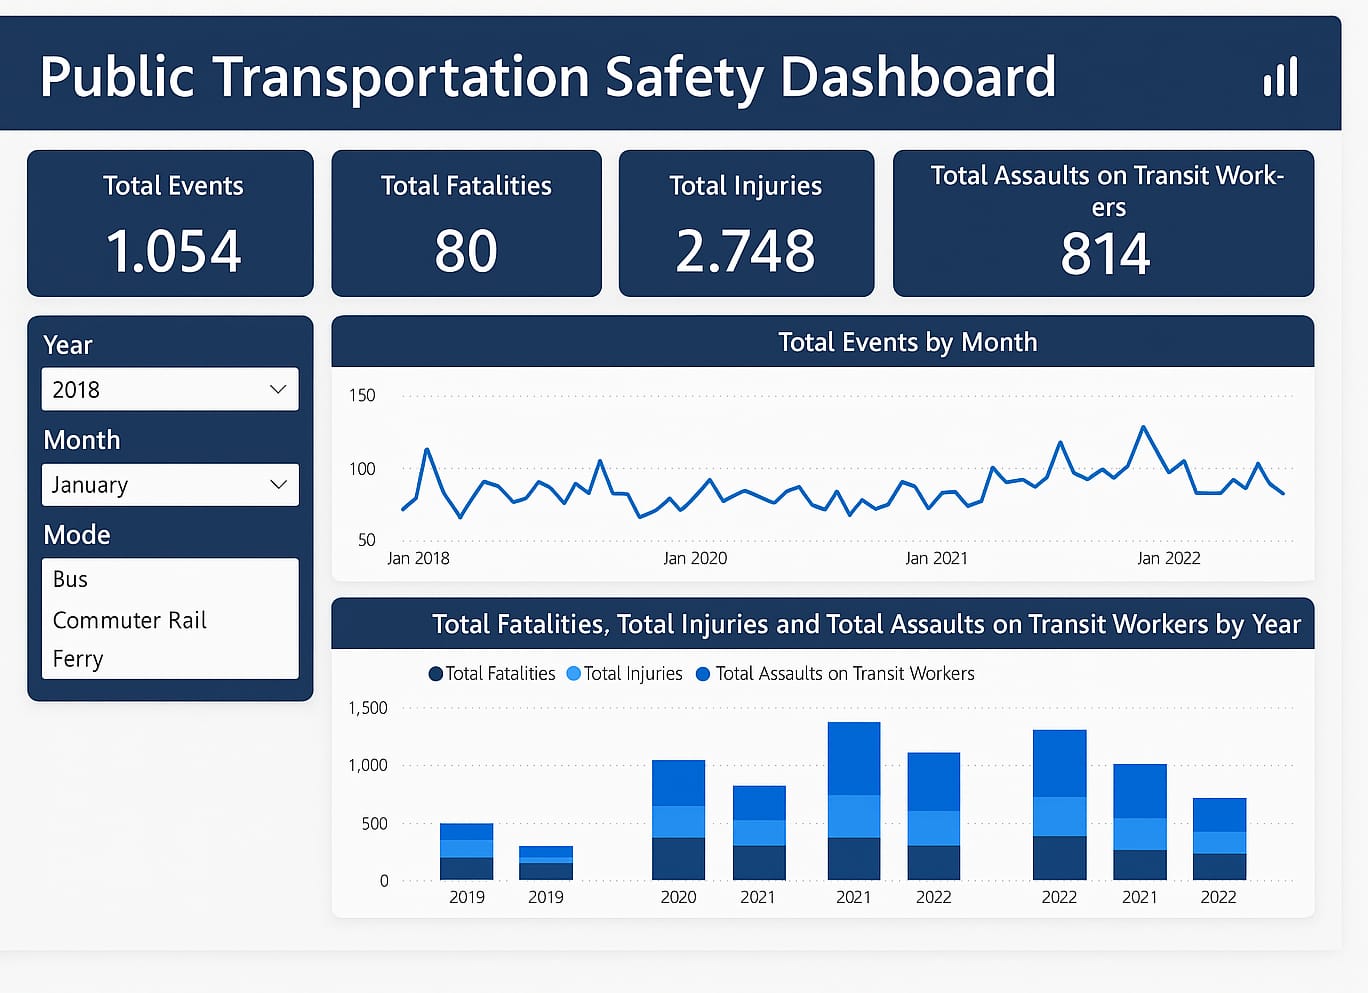 Public Transportation Safety Dashboard
Total Events
1.054
Total Fatalities
80
Total Injuries
2.748
Total Assaults on Transit Work-
ers
814
Year
2018
Month
January
Mode
Bus
Commuter Rail
Ferry
Total Events by Month
150
100
50
Jan 2018
Jan 2020
Jan 2021
Jan 2022
Total Fatalities, Total Injuries and Total Assaults on Transit Workers by Year
Total Fatalities
Total Injuries
Total Assaults on Transit Workers
1,500
1,000
500
0
2019
2019
2020
2021
2021
2022
2022
2021
2022